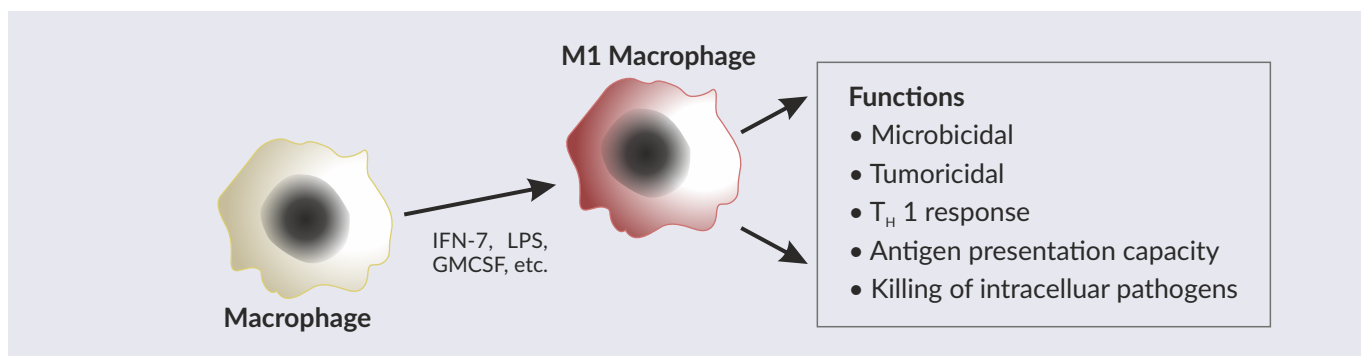 M1 Macrophage
Macrophage
IFN-7, LPS,
GMCSF, etc.
Functions
• Microbicidal
• Tumoricidal
• TH 1 response
• Antigen presentation capacity
• Killing of intracelluar pathogens